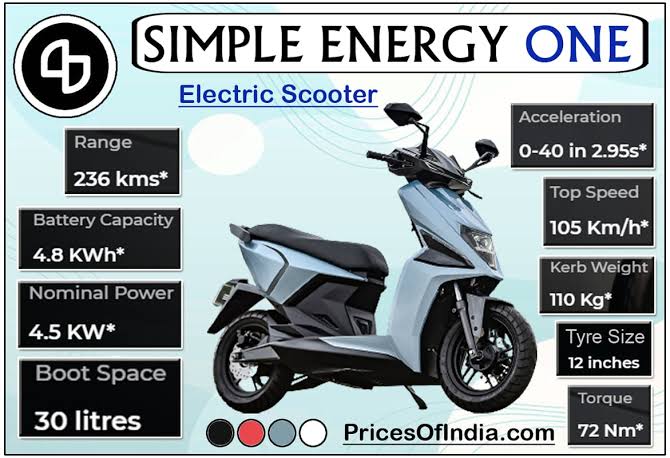 SIMPLE ENERGY ONE
Electric Scooter
Range
236 kms*
Battery Capacity
4.8 KWh*
Nominal Power
4.5 KW*
Boot Space
30 litres
Acceleration
0-40 in 2.95s*
Top Speed
105 Km/h*
Kerb Weight
110 Kg*
Tyre Size
12 inches
Torque
72 Nm*
PricesOfIndia.com